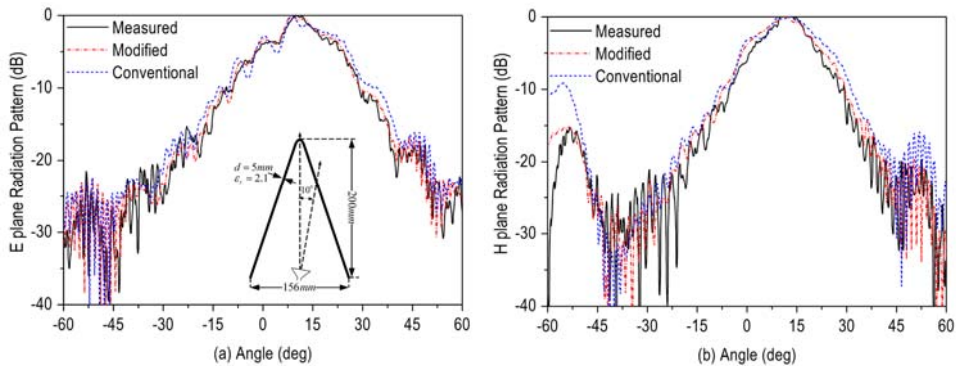 E plane Radiation Pattern (dB)
0
-10
-20
-30
-40
Measured
Modified
Conventional
d = 5mm
εr = 2.1
10°
200mm
156mm
-60 -45 -30 -15 0 15 30 45 60
(a) Angle (deg)
H plane Radiation Pattern (dB)
0
-10
-20
-30
-40
Measured
Modified
Conventional
-60 -45 -30 -15 0 15 30 45 60
(b) Angle (deg)